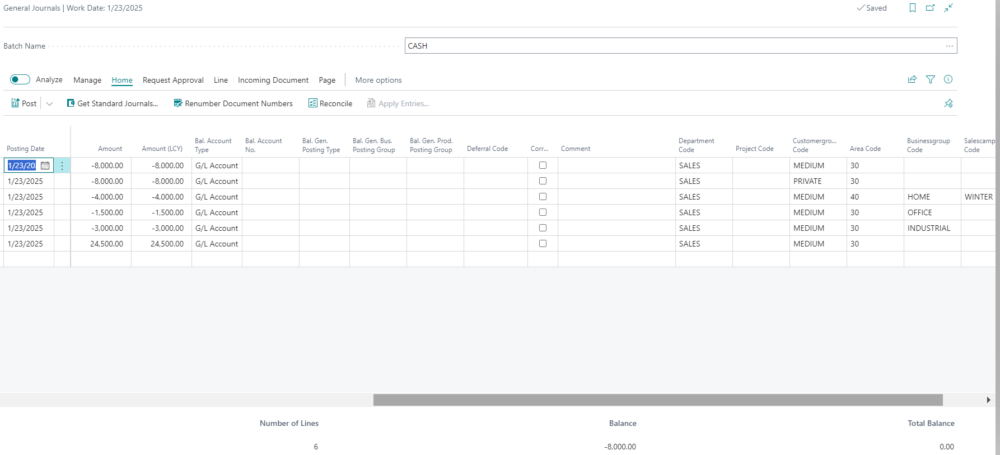 General Journals | Work Date: 1/23/2025
Saved
Batch Name
CASH
Analyze Manage Home Request Approval Line Incoming Document Page More options
Post Get Standard Journals... Renumber Document Numbers Reconcile Apply Entries...
Posting Date Amount Amount (LCY) Bal. Account Type Bal. Account No. Bal. Gen. Posting Type Bal. Gen. Bus. Posting Group Bal. Gen. Prod. Posting Group Deferral Code Corr... Comment Department Code Project Code Customergro... Code Area Code Businessgroup Code Salescamp Code
1/23/20 -8,000.00 -8,000.00 G/L Account SALES MEDIUM 30
1/23/2025 -8,000.00 -8,000.00 G/L Account SALES PRIVATE 30
1/23/2025 -4,000.00 -4,000.00 G/L Account SALES MEDIUM 40 HOME WINTER
1/23/2025 -1,500.00 -1,500.00 G/L Account SALES MEDIUM 30 OFFICE
1/23/2025 -3,000.00 -3,000.00 G/L Account SALES MEDIUM 30 INDUSTRIAL
1/23/2025 24,500.00 24,500.00 G/L Account SALES MEDIUM 30
Number of Lines Balance Total Balance
6 -8,000.00 0.00